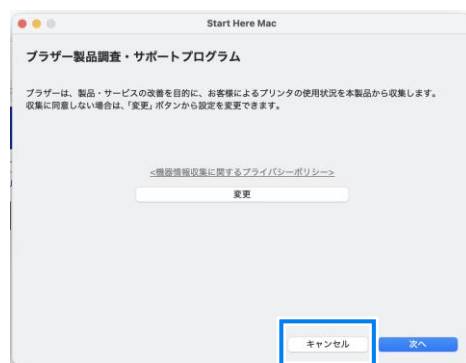 Start Here Mac
ブラザー製品調査・サポートプログラム
ブラザーは、製品・サービスの改善を目的に、お客様によるプリンタの使用状況を本製品から収集します。
収集に同意しない場合は、「変更」ボタンから設定を変更できます。
<機器情報収集に関するプライバシーポリシー>
変更
キャンセル
次へ